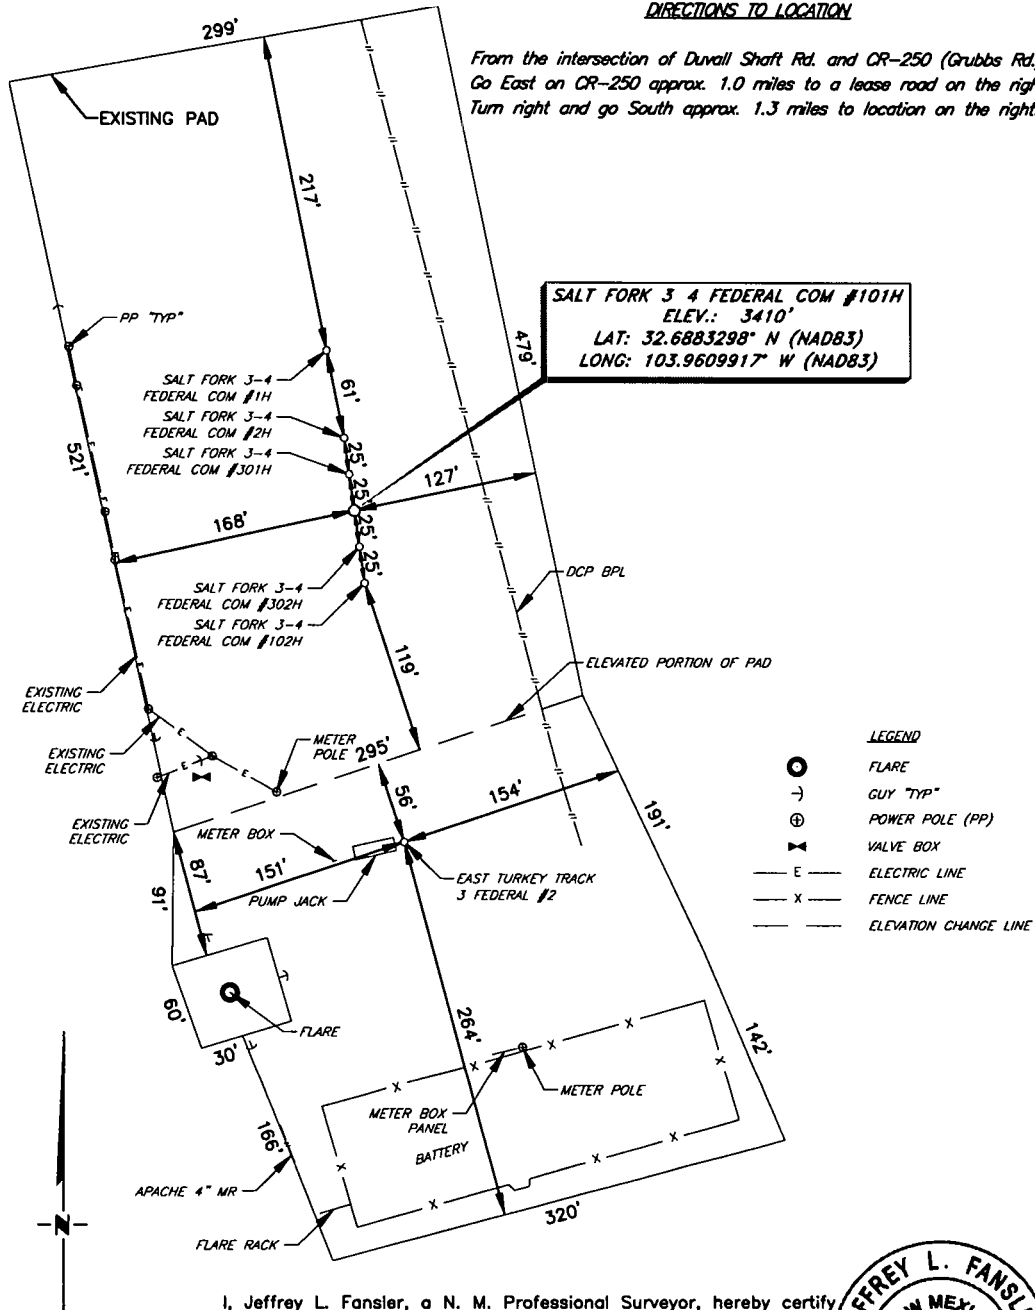 DIRECTIONS TO LOCATION
From the intersection of Duvall Shaft Rd. and CR-250 (Grubbs Rd.
Go East on CR-250 approx. 1.0 miles to a lease road on the
Turn right and go South approx. 1.3 miles to location on the right.
299'
EXISTING PAD
217'
SALT FORK 3 4 FEDERAL COM #101H
ELEV.: 3410'
LAT: 32.6883298° N (NAD83)
LONG: 103.9609917° W (NAD83)
PP "TYP"
479'
SALT FORK 3-4
FEDERAL COM #1H
61'
SALT FORK 3-4
FEDERAL COM #2H
SALT FORK 3-4
FEDERAL COM #301H
25'
25'
25'
25'
521'
168'
127'
SALT FORK 3-4
FEDERAL COM #302H
SALT FORK 3-4
FEDERAL COM #102H
DCP BPL
119'
ELEVATED PORTION OF PAD
EXISTING
ELECTRIC
EXISTING
ELECTRIC
EXISTING
ELECTRIC
METER
POLE
295'
56'
154'
191'
METER BOX
87'
91'
151'
PUMP JACK
EAST TURKEY TRACK
3 FEDERAL #2
LEGEND
FLARE
GUY "TYP"
POWER POLE (PP)
VALVE BOX
E ELECTRIC LINE
X FENCE LINE
ELEVATION CHANGE LINE
60'
30'
FLARE
264'
142'
METER POLE
METER BOX
PANEL
BATTERY
166'
APACHE 4" MR
FLARE RACK
320'
N
I, Jeffrey L. Fansler, a N. M. Professional Surveyor, hereby certify
JEFFREY L. FANSL
NEW MEX